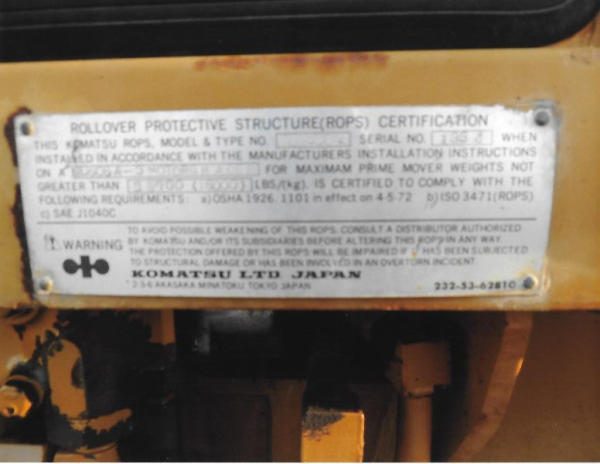 ROLLOVER PROTECTIVE STRUCTURE(ROPS) CERTIFICATION
THIS KOMATSU ROPS, MODEL & TYPE NO. SERIAL NO. WHEN
INSTALLED IN ACCORDANCE WITH THE MANUFACTURERS INSTALLATION INSTRUCTIONS
ON A FOR MAXIMAM PRIME MOVER WEIGHTS NOT
GREATER THAN LBS/(kg). IS CERTIFIED TO COMPLY WITH THE
FOLLOWING REQUIREMENTS: a)OSHA 1926.1101 in effect on 4-5-72 b)ISO 3471(ROPS)
c) SAE J1040C
⚠WARNING
TO AVOID POSSIBLE WEAKENING OF THIS ROPS, CONSULT A DISTRIBUTOR AUTHORIZED
BY KOMATSU AND/OR ITS SUBSIDIARIES BEFORE ALTERING THIS ROPS IN ANY WAY.
THE PROTECTION OFFERED BY THIS ROPS WILL BE IMPAIRED IF IT HAS BEEN SUBJECTED
TO STRUCTURAL DAMAGE OR HAS BEEN INVOLVED IN AN OVERTORN INCIDENT.
KOMATSU LTD. JAPAN
2-3-6 AKASAKA MINATOKU TOKYO JAPAN
232-53-62810